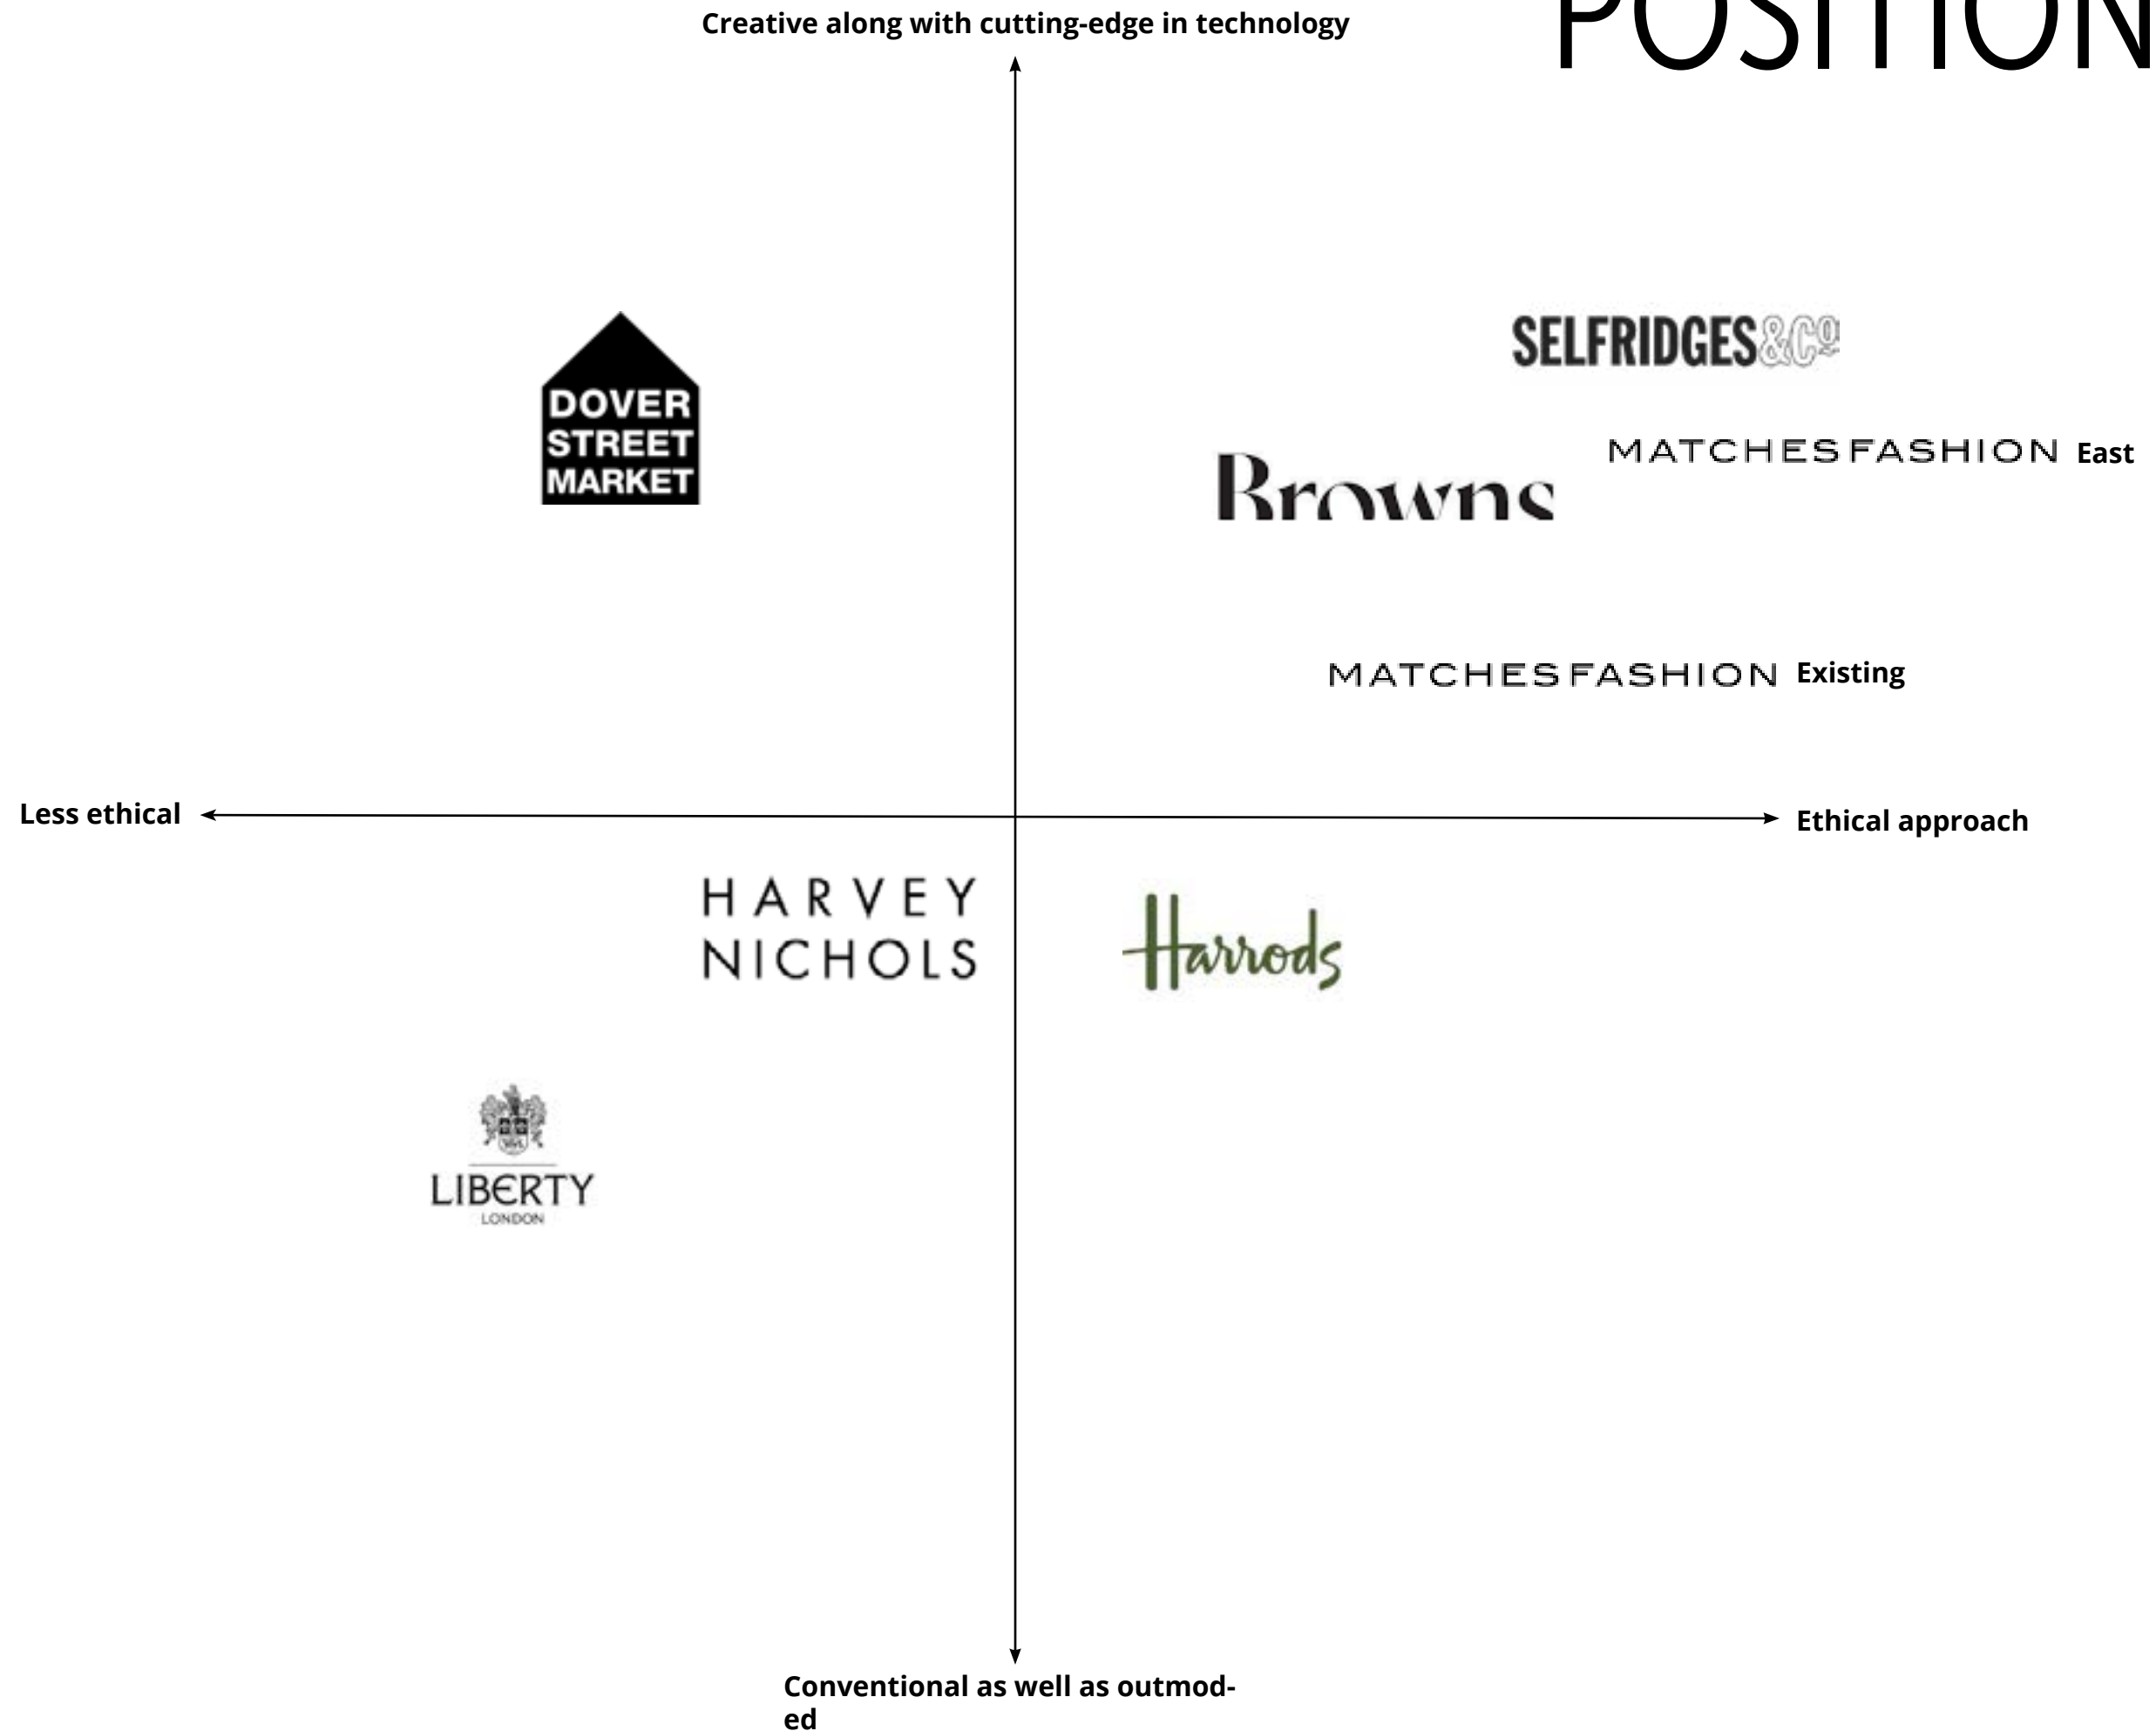 Creative along with cutting-edge in technology
POSITION
SELFRIDGES&Cº
DOVER
STREET
MARKET
MATCHESFASHION East
Browns
MATCHESFASHION Existing
Less ethical
Ethical approach
HARVEY
NICHOLS
Harrods
LIBERTY
LONDON
Conventional as well as outmod-
ed